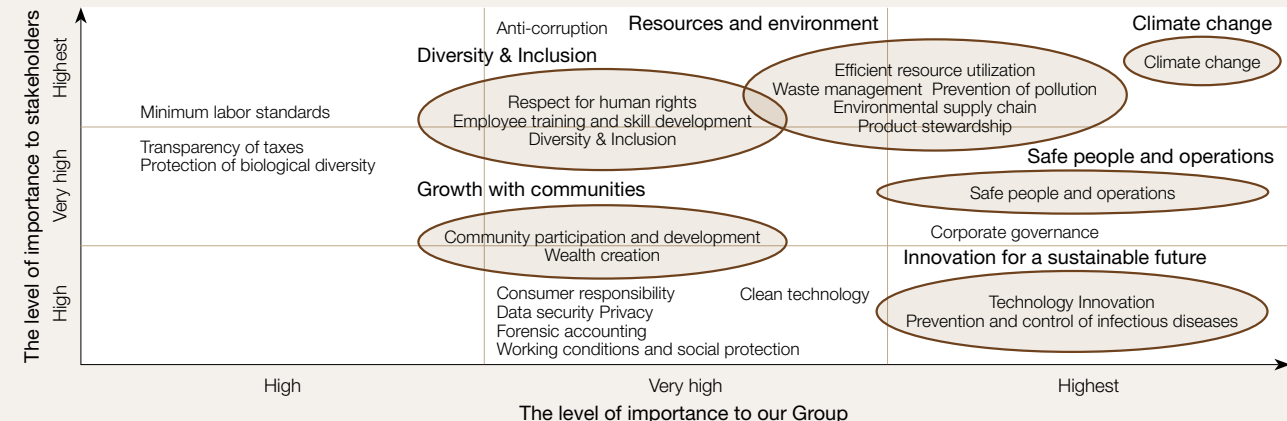 The level of importance to stakeholders
Highest
Very high
High
Anti-corruption
Resources and environment
Climate change
Diversity & Inclusion
Climate change
Efficient resource utilization
Waste management Prevention of pollution
Environmental supply chain
Product stewardship
Respect for human rights
Employee training and skill development
Diversity & Inclusion
Minimum labor standards
Transparency of taxes
Protection of biological diversity
Safe people and operations
Safe people and operations
Growth with communities
Community participation and development
Wealth creation
Corporate governance
Innovation for a sustainable future
Consumer responsibility
Data security Privacy
Forensic accounting
Working conditions and social protection
Clean technology
Technology Innovation
Prevention and control of infectious diseases
High
Very high
Highest
The level of importance to our Group